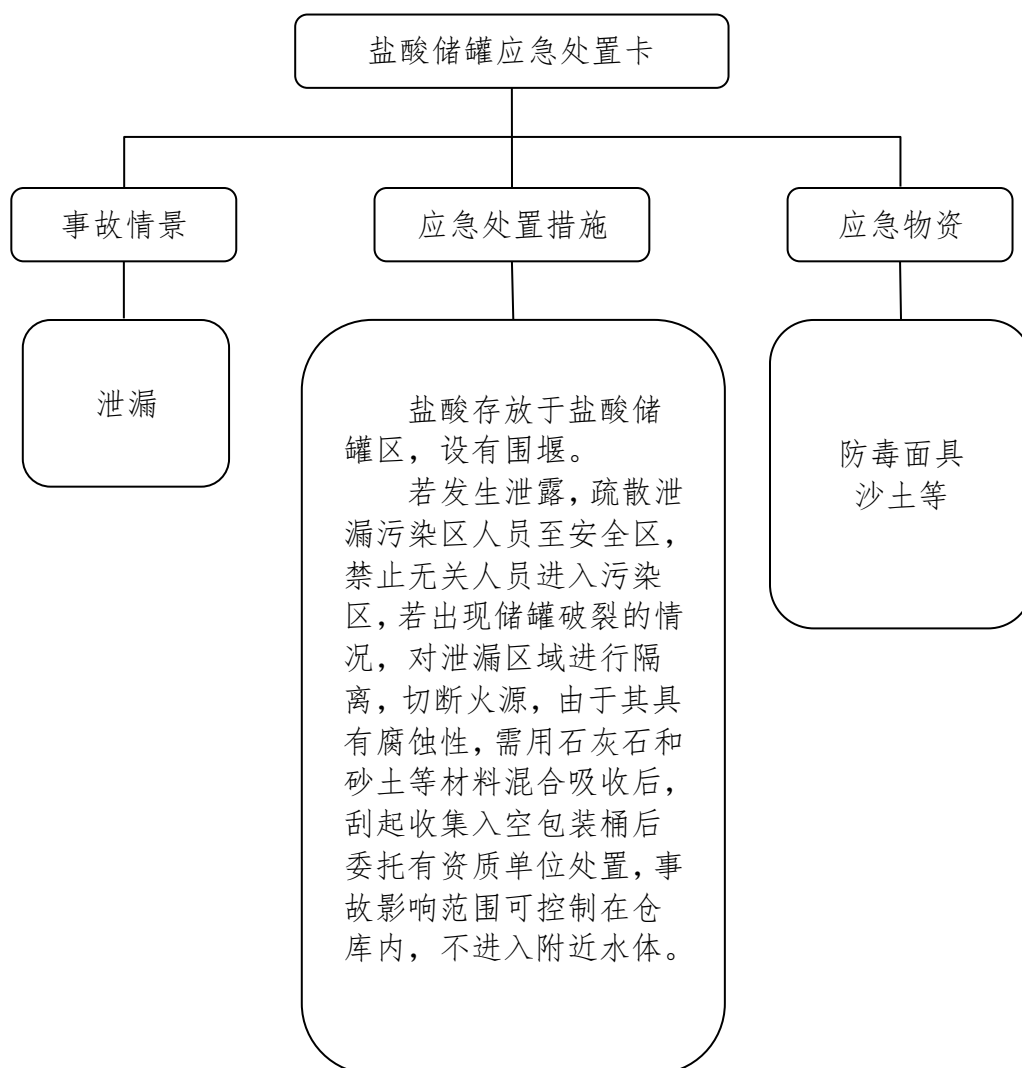 盐酸储罐应急处置卡
事故情景
应急处置措施
应急物资
泄漏
盐酸存放于盐酸储
罐区，设有围堰。
若发生泄露，疏散泄
漏污染区人员至安全区，
禁止无关人员进入污染
区，若出现储罐破裂的情
况，对泄漏区域进行隔
离，切断火源，由于其具
有腐蚀性，需用石灰石和
砂土等材料混合吸收后，
刮起收集入空包装桶后
委托有资质单位处置，事
故影响范围可控制在仓
库内，不进入附近水体。
防毒面具
沙土等